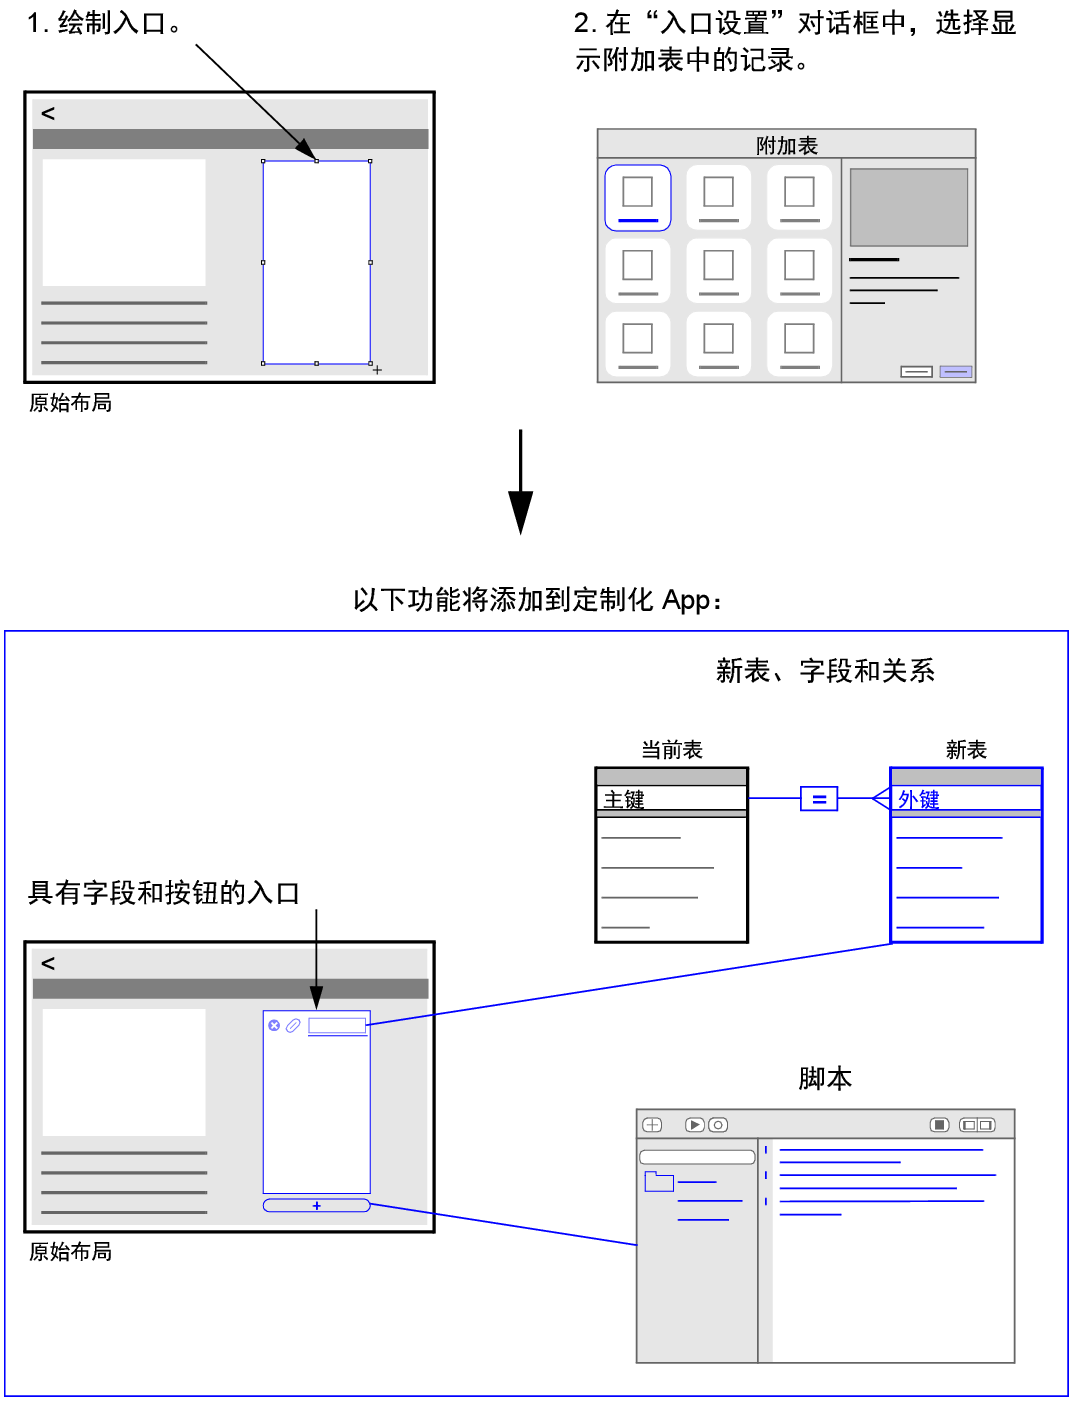 1. 绘制入口。
2. 在“入口设置”对话框中，选择显
示附加表中的记录。
<
附加表
原始布局
以下功能将添加到定制化 App：
新表、字段和关系
当前表
新表
主键
=
外键
具有字段和按钮的入口
<
+
原始布局
脚本